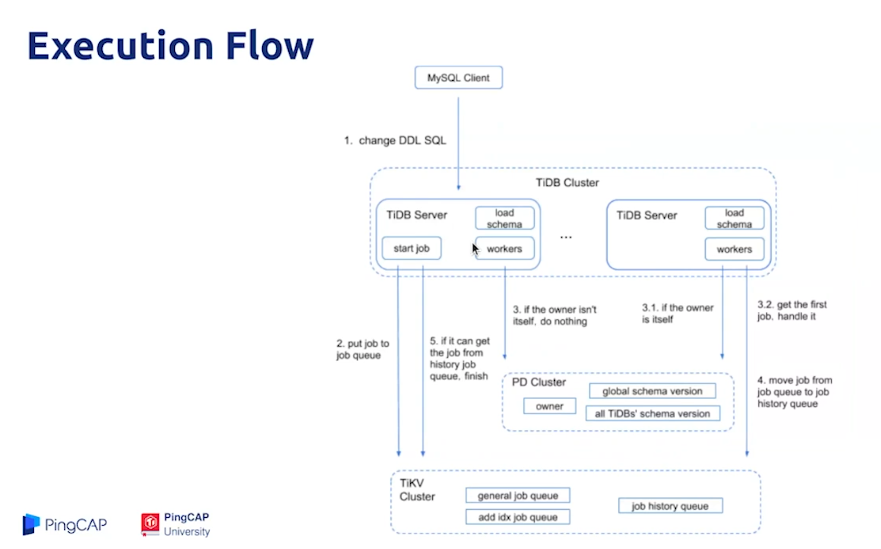 Execution Flow
MySQL Client
1. change DDL SQL
TiDB Cluster
TiDB Server
load
schema
start job
workers
...
TiDB Server
load
schema
workers
2. put job to
job queue
5. if it can get
the job from
history job
queue, finish
3. if the owner isn't
itself, do nothing
3.1. if the owner
is itself
3.2. get the first
job, handle it
4. move job from
job queue to job
history queue
PD Cluster
owner
global schema version
all TiDBs' schema version
TiKV
Cluster
general job queue
add idx job queue
job history queue
PingCAP
PingCAP
University